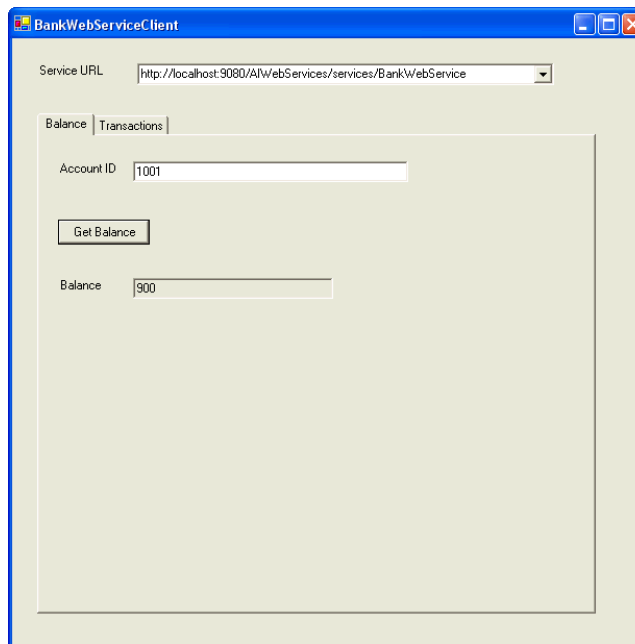 BankWebServiceClient
Service URL http://localhost:9080/AIWebServices/services/BankWebService
Balance Transactions
Account ID 1001
Get Balance
Balance 900